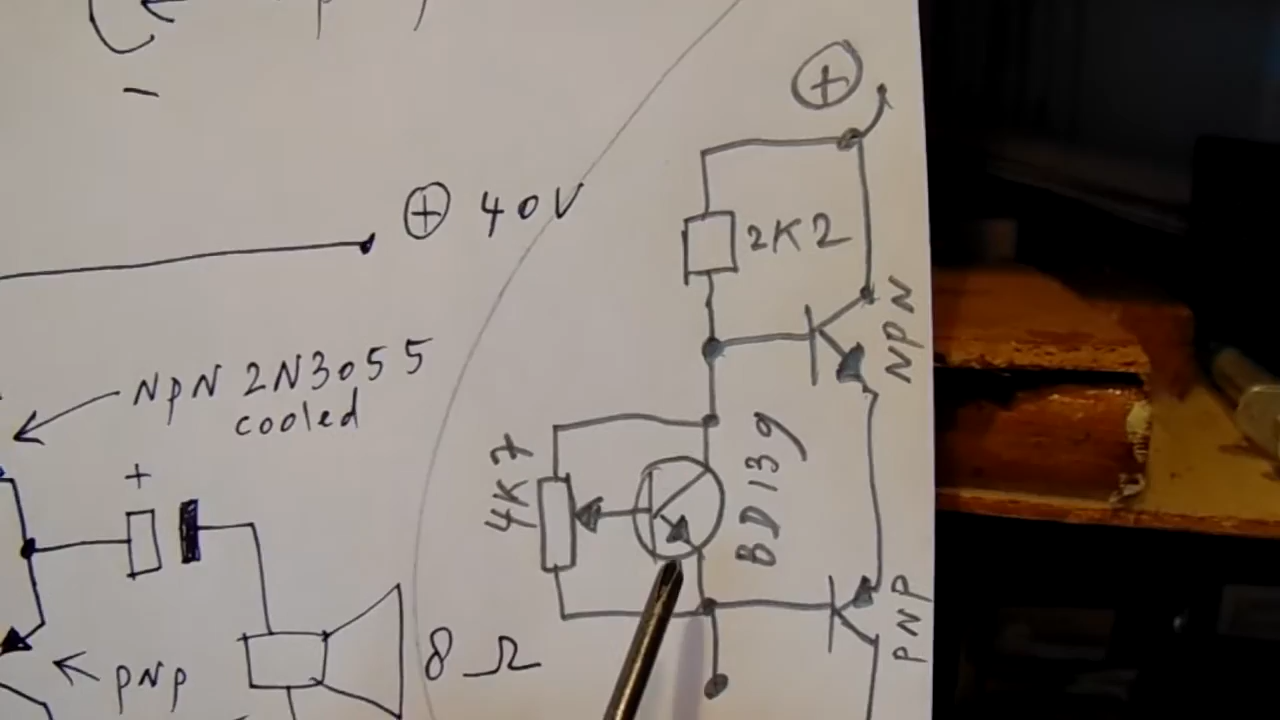 +
-
+ 40V
2K2
NPN
NPN 2N3055
cooled
+
4K7
BD139
8 Ω
PNP
PNP